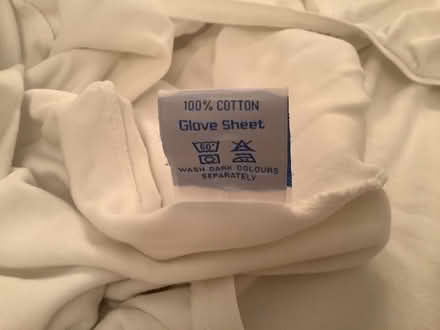 100% COTTON
Glove Sheet
60°
WASH DARK COLOURS
SEPARATELY